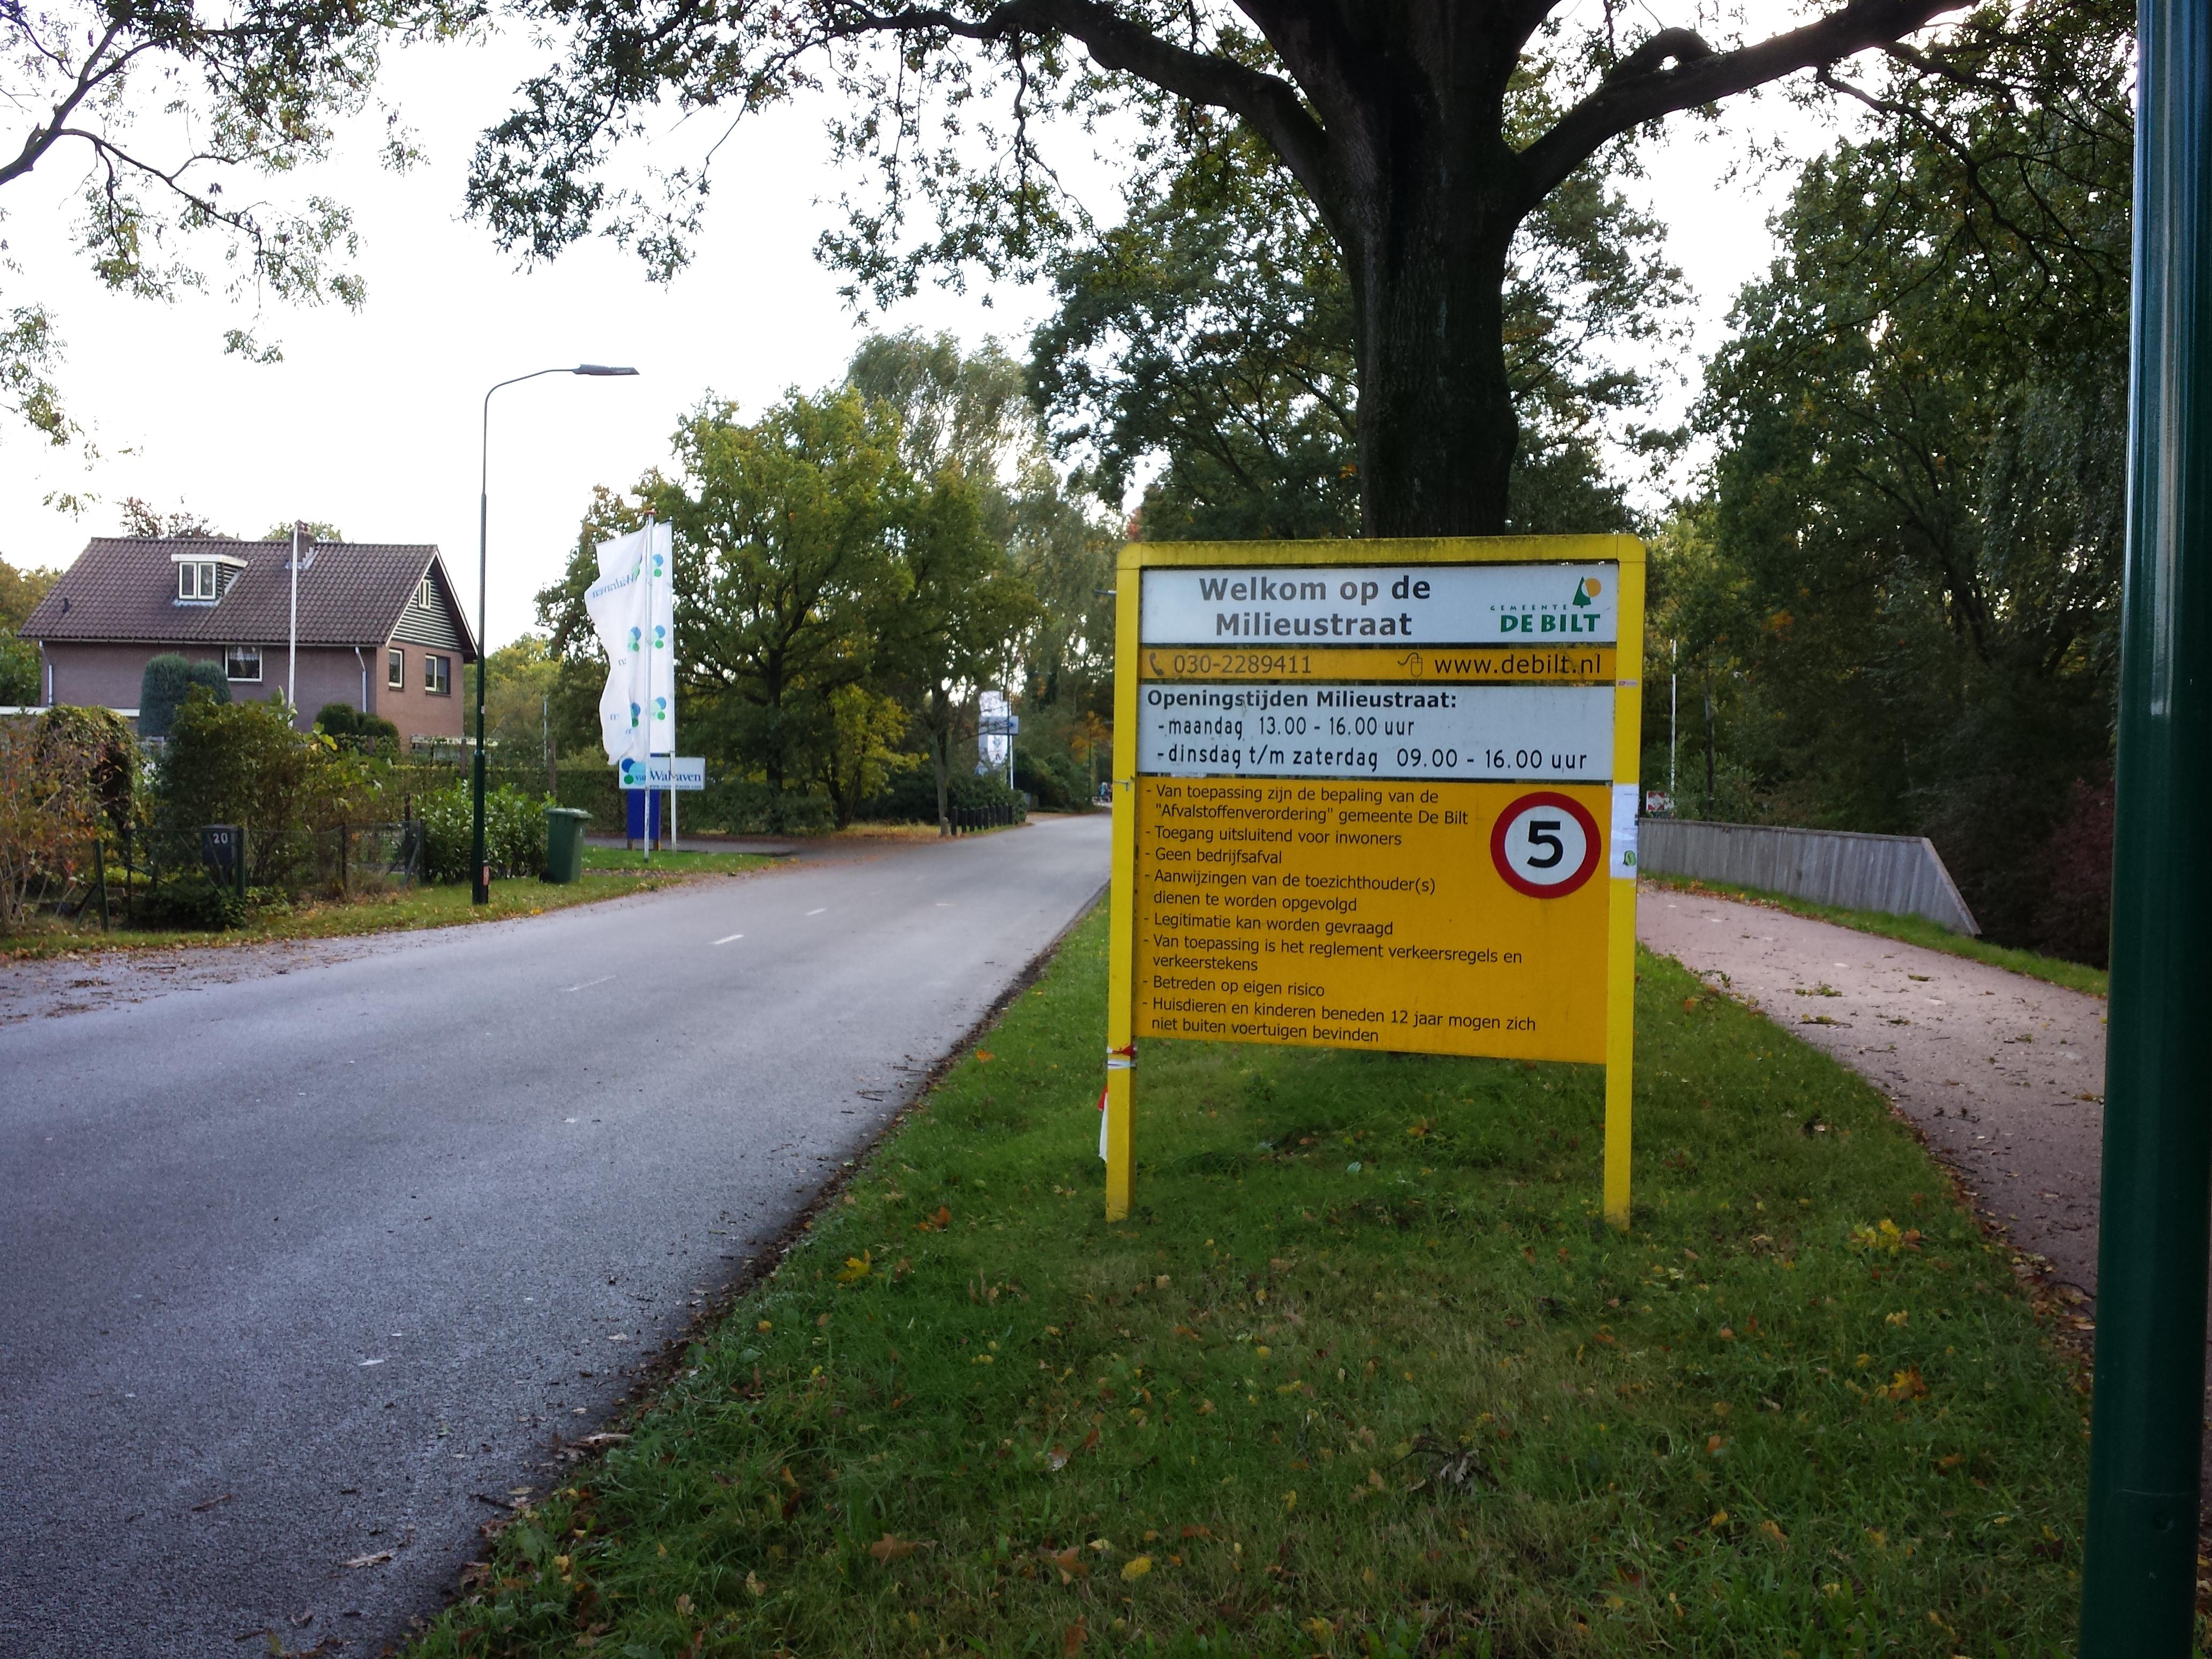 Welkom op de
Milieustraat
GEMEENTE
DE BILT
030-2289411 www.debilt.nl
Openingstijden Milieustraat:
-maandag 13.00 - 16.00 uur
-dinsdag t/m zaterdag 09.00 - 16.00 uur
- Van toepassing zijn de bepaling van de
"Afvalstoffenverordering" gemeente De Bilt
- Toegang uitsluitend voor inwoners
- Geen bedrijfsafval
- Aanwijzingen van de toezichthouder(s)
dienen te worden opgevolgd
- Legitimatie kan worden gevraagd
- Van toepassing is het reglement verkeersregels en
verkeerstekens
- Betreden op eigen risico
- Huisdieren en kinderen beneden 12 jaar mogen zich
niet buiten voertuigen bevinden
5
van Walraven
20